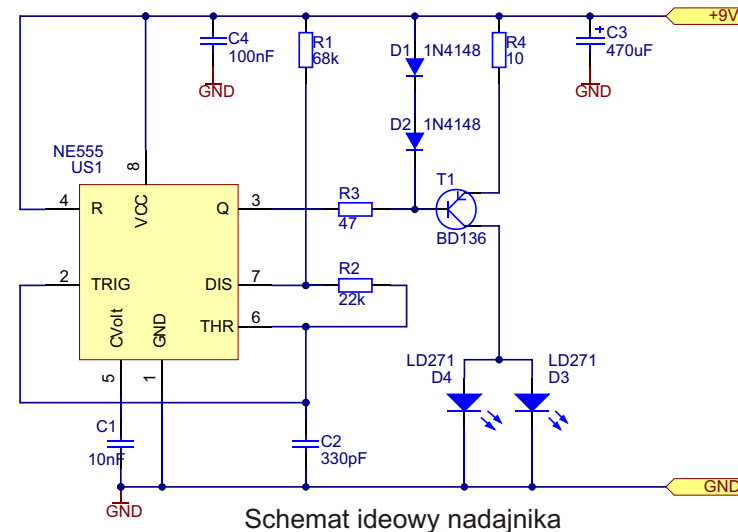 +9V
C4
100nF
GND
R1
68k
D1 1N4148
R4
10
C3
470uF
GND
D2 1N4148
NE555
US1
8
4
R
VCC
Q
3
R3
47
T1
BD136
2
TRIG
DIS
7
R2
22k
THR
6
CVolt
GND
5
1
LD271
D4
LD271
D3
C1
10nF
C2
330pF
GND
GND
Schemat ideowy nadajnika